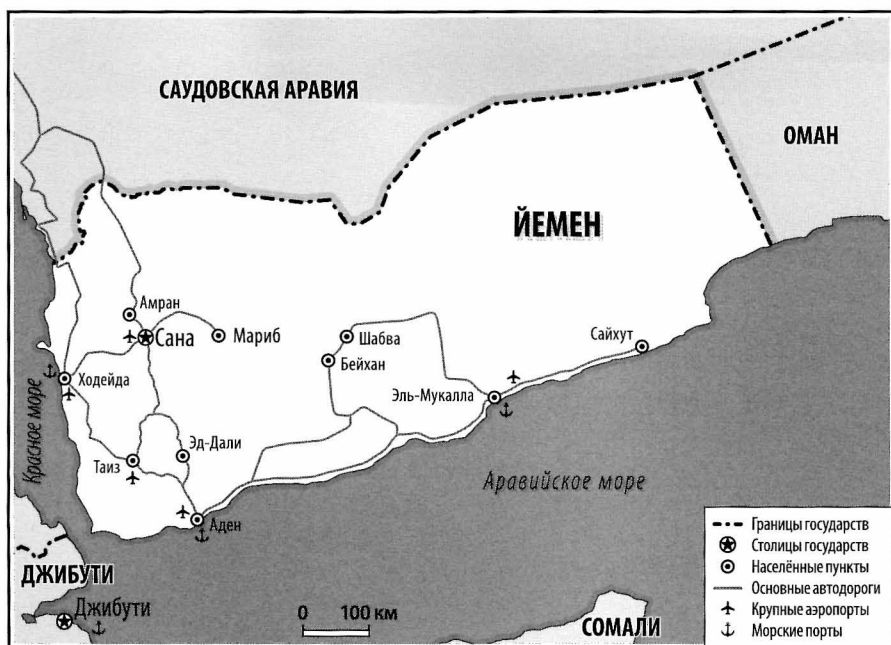 САУДОВСКАЯ АРАВИЯ
ОМАН
ЙЕМЕН
Амран
Сана
Мариб
Шабва
Бейхан
Сайхут
Ходейда
Эль-Мукалла
Красное море
Эд-Дали
Таиз
Аден
Аравийское море
ДЖИБУТИ
Джибути
0 100 км
СОМАЛИ
Границы государств
Столицы государств
Населённые пункты
Основные автодороги
Крупные аэропорты
Морские порты